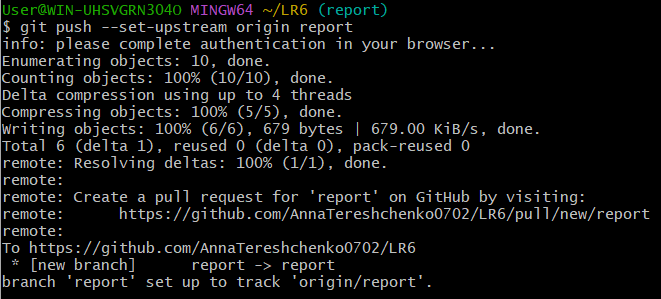 User@WIN-UHSVGRN3O4O MINGW64 ~/LR6 (report)
$ git push --set-upstream origin report
info: please complete authentication in your browser...
Enumerating objects: 10, done.
Counting objects: 100% (10/10), done.
Delta compression using up to 4 threads
Compressing objects: 100% (5/5), done.
Writing objects: 100% (6/6), 679 bytes | 679.00 KiB/s, done.
Total 6 (delta 1), reused 0 (delta 0), pack-reused 0
remote: Resolving deltas: 100% (1/1), done.
remote:
remote: Create a pull request for 'report' on GitHub by visiting:
remote:      https://github.com/AnnaTereshchenko0702/LR6/pull/new/report
remote:
To https://github.com/AnnaTereshchenko0702/LR6
 * [new branch]      report -> report
branch 'report' set up to track 'origin/report'.